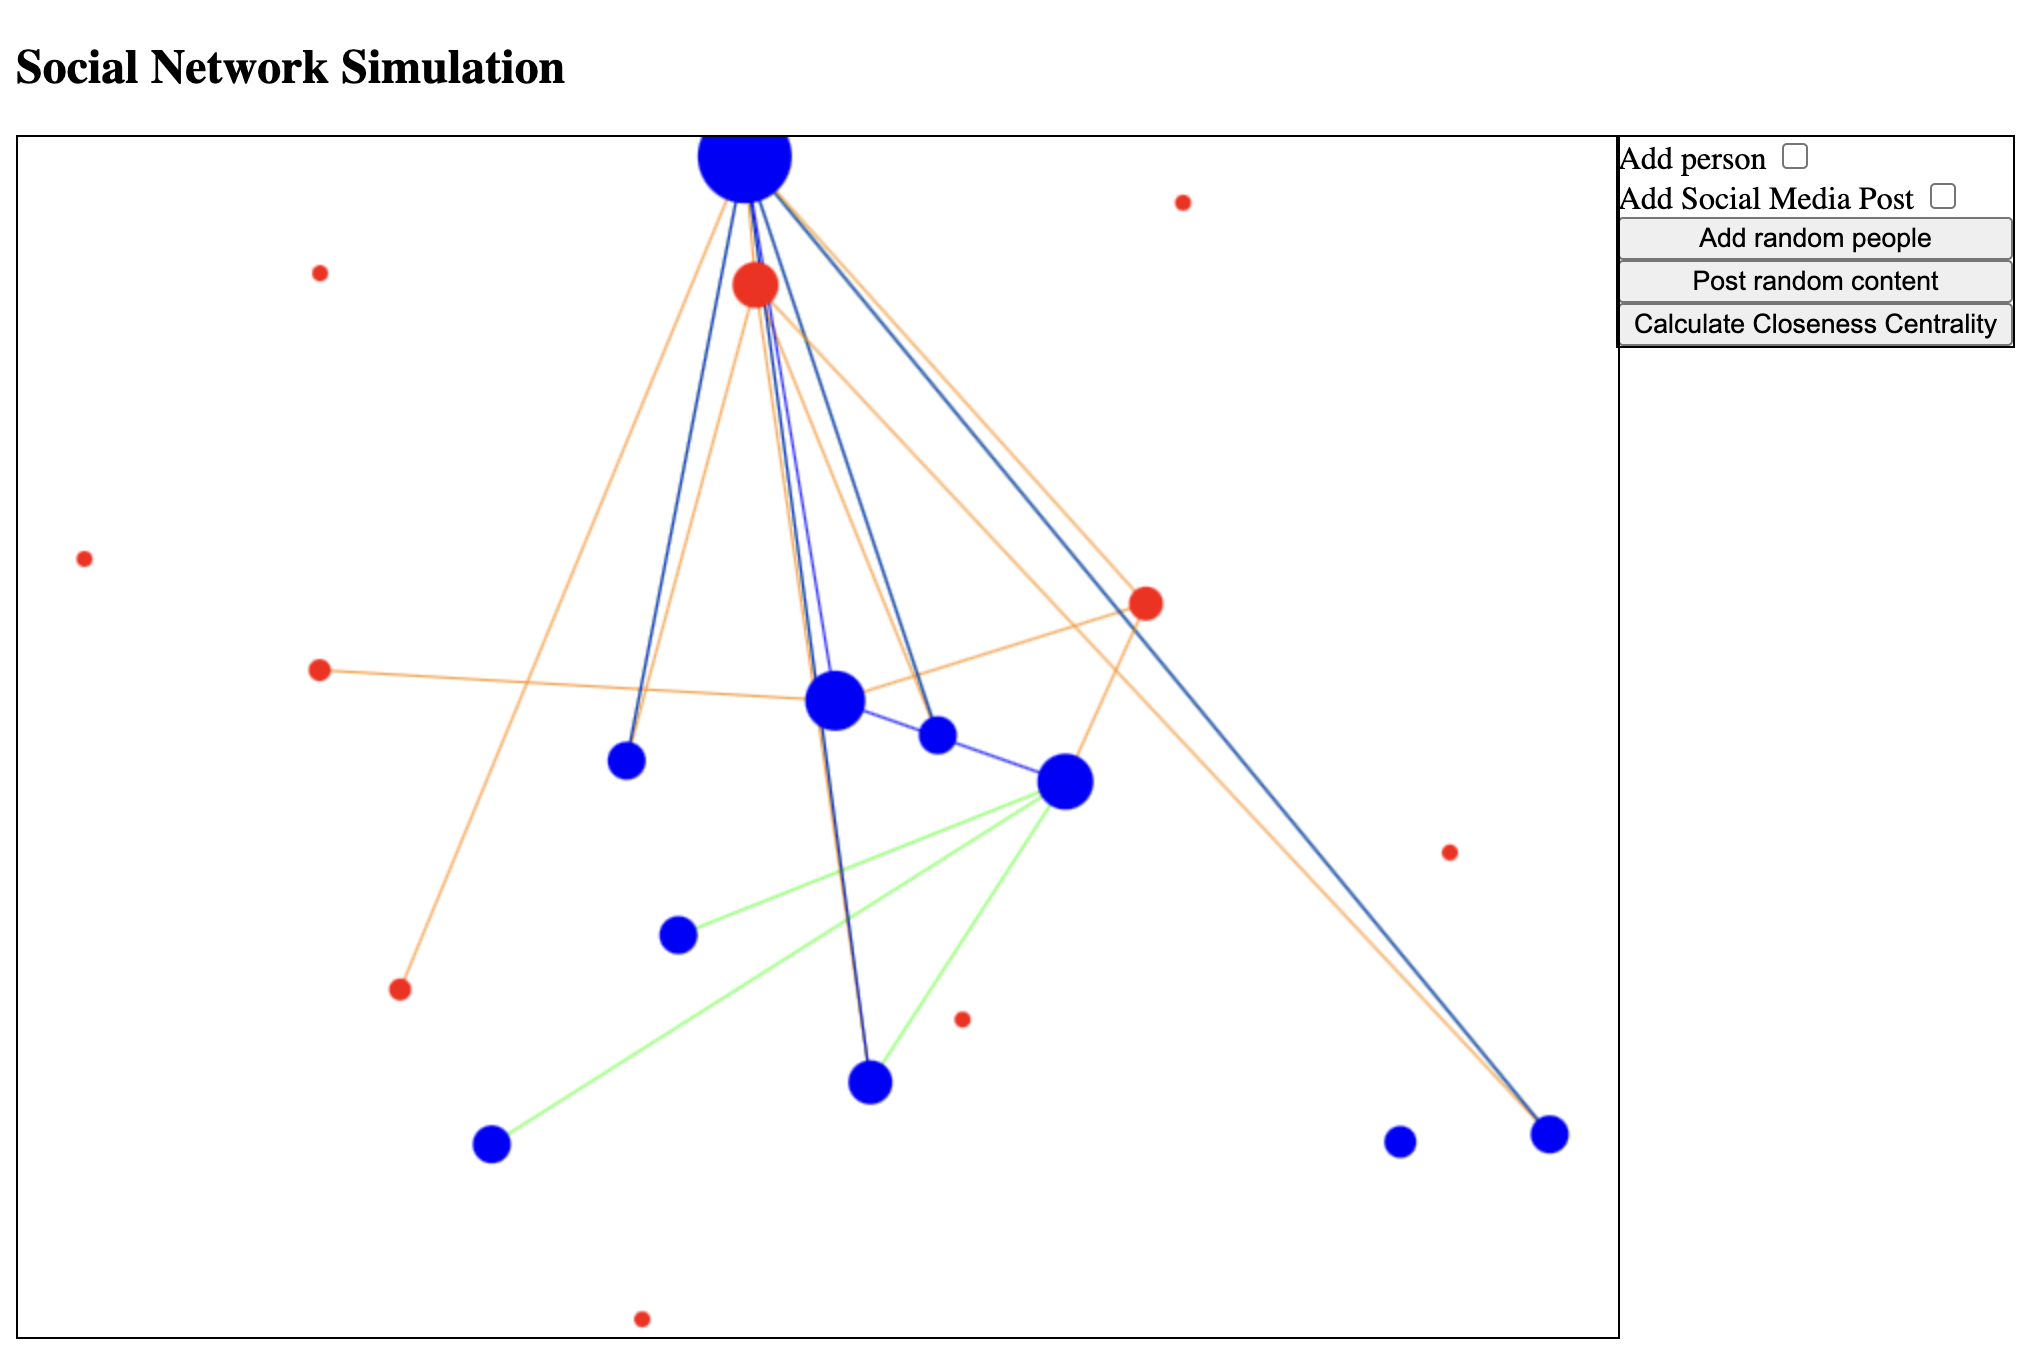 Social Network Simulation
Add person
Add Social Media Post
Add random people
Post random content
Calculate Closeness Centrality